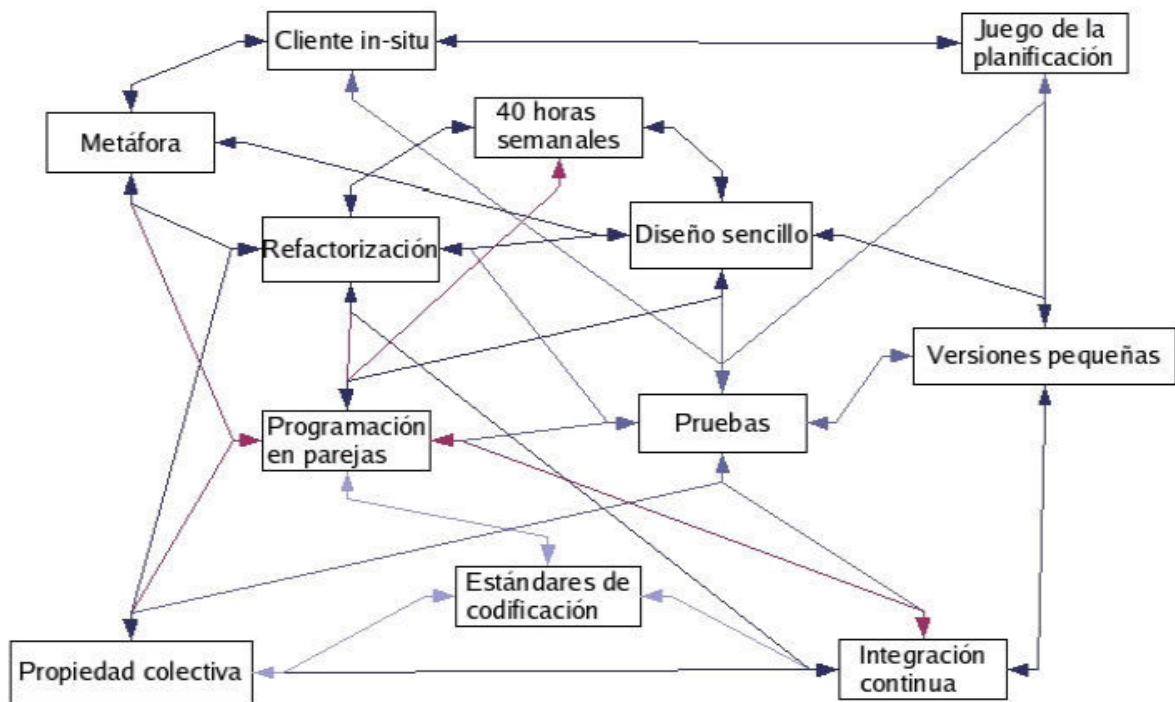 Cliente in-situ
Juego de la
planificación
40 horas
semanales
Metáfora
Refactorización
Diseño sencillo
Versiones pequeñas
Programación
en parejas
Pruebas
Estándares de
codificación
Propiedad colectiva
Integración
continua